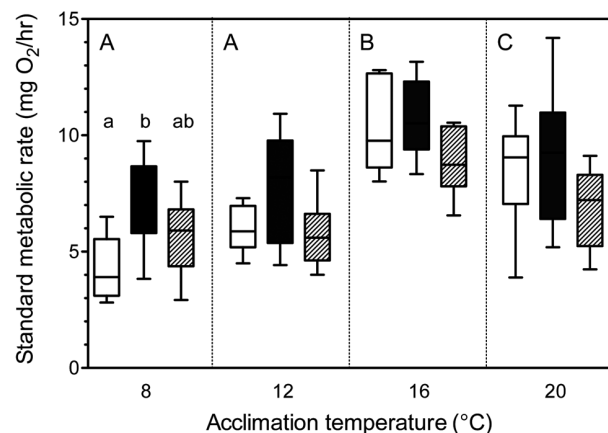 Standard metabolic rate (mg O₂/hr)
15
10
5
0
A
A
B
C
a
b
ab
8
12
16
20
Acclimation temperature (°C)